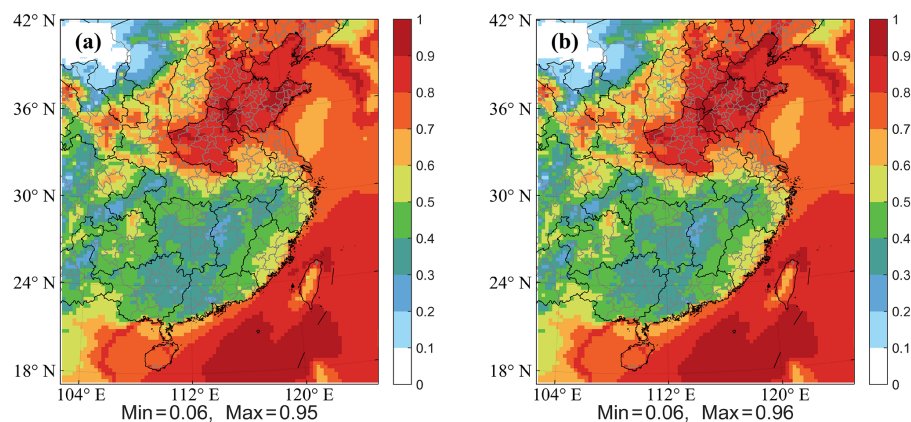 (a)
42° N
36° N
30° N
24° N
18° N
104° E
112° E
120° E
1
0.9
0.8
0.7
0.6
0.5
0.4
0.3
0.2
0.1
0
Min=0.06, Max=0.95
(b)
42° N
36° N
30° N
24° N
18° N
104° E
112° E
120° E
1
0.9
0.8
0.7
0.6
0.5
0.4
0.3
0.2
0.1
0
Min=0.06, Max=0.96